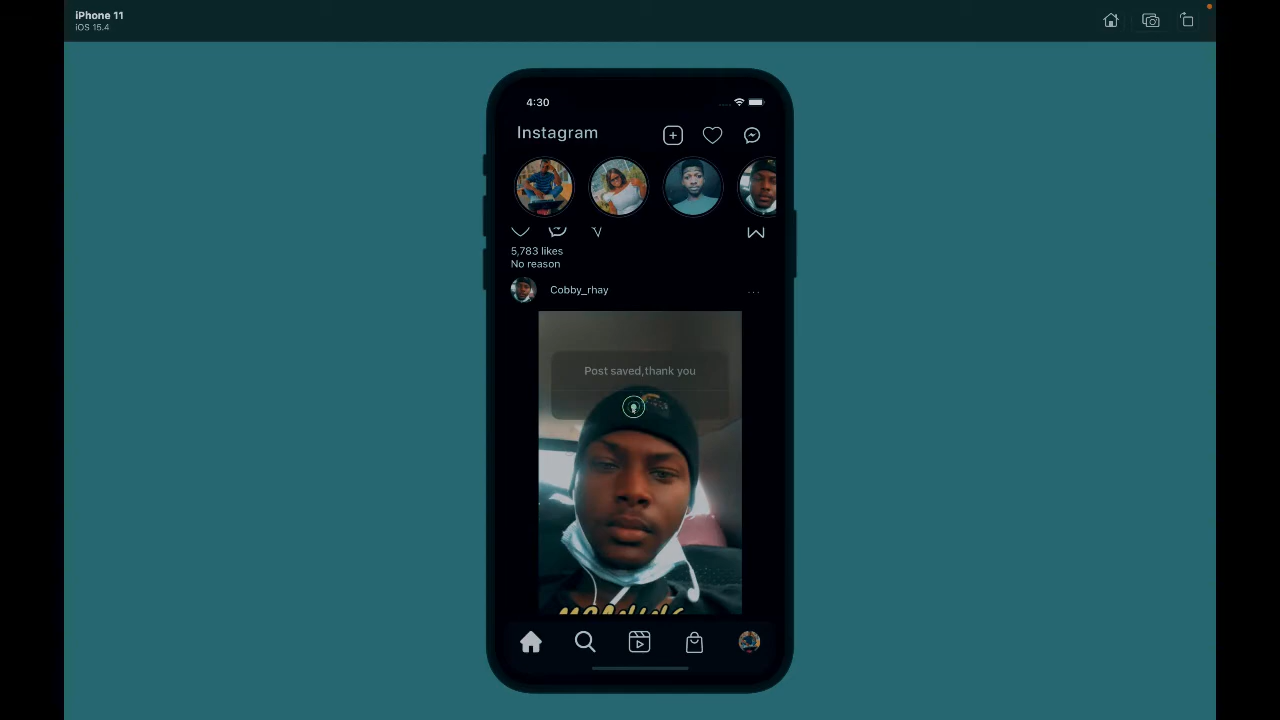 iPhone 11
iOS 15.4
4:30
Instagram
5,783 likes
No reason
Cobby_rhay
...
Post saved,thank you